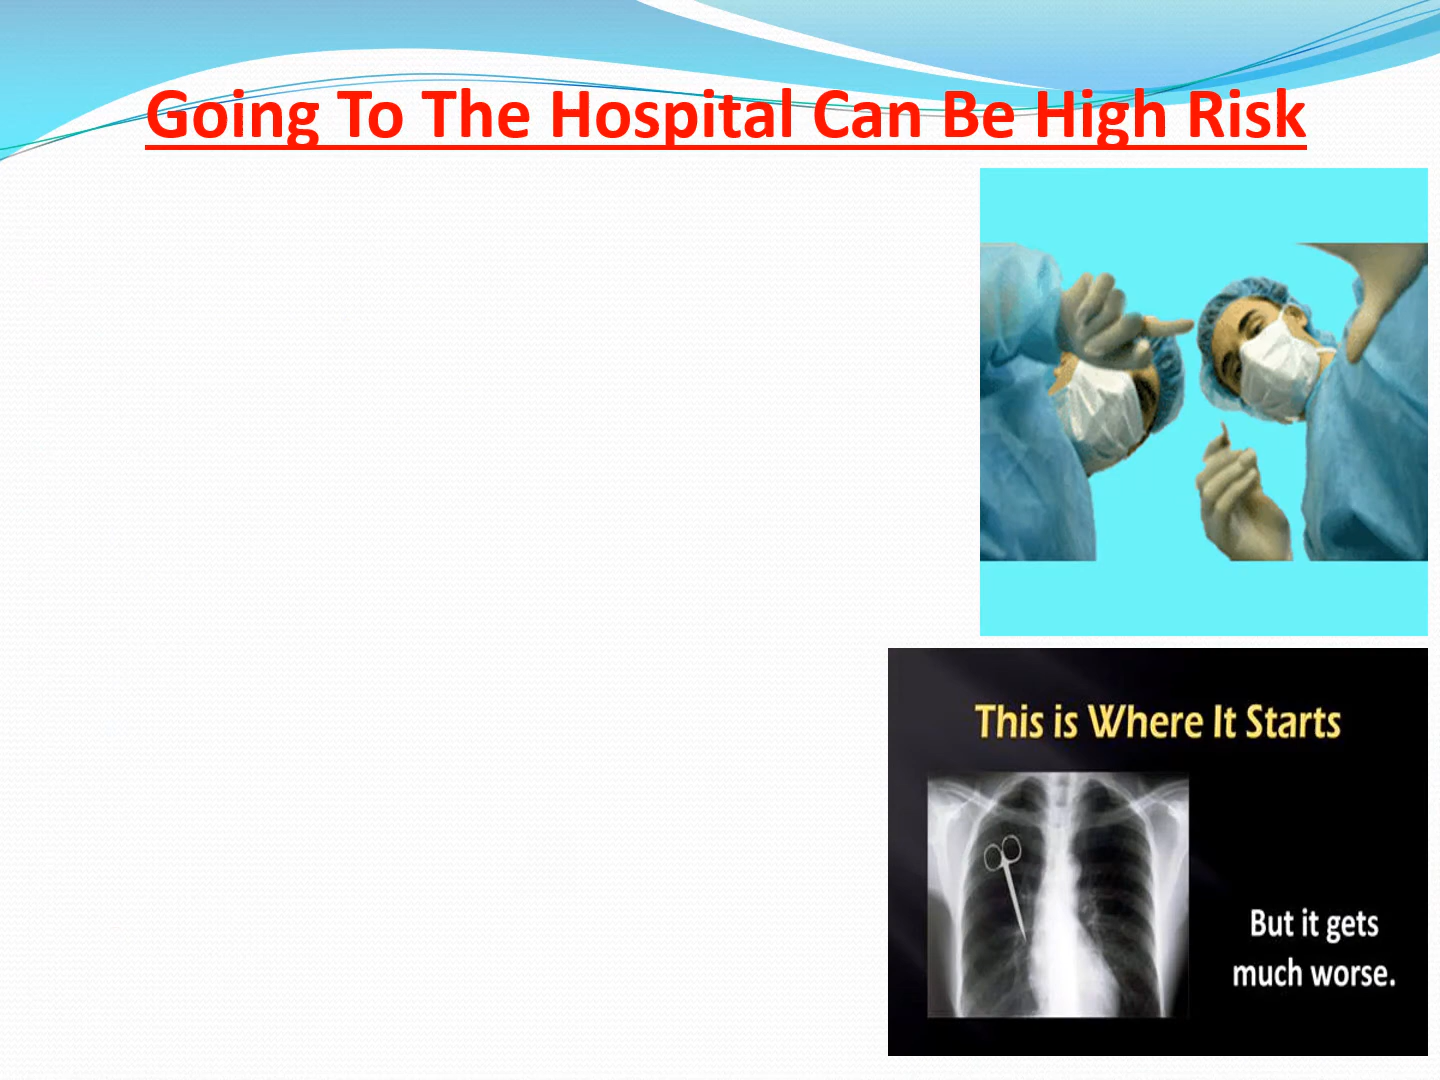 Going To The Hospital Can Be High Risk
This is Where It Starts
But it gets
much worse.